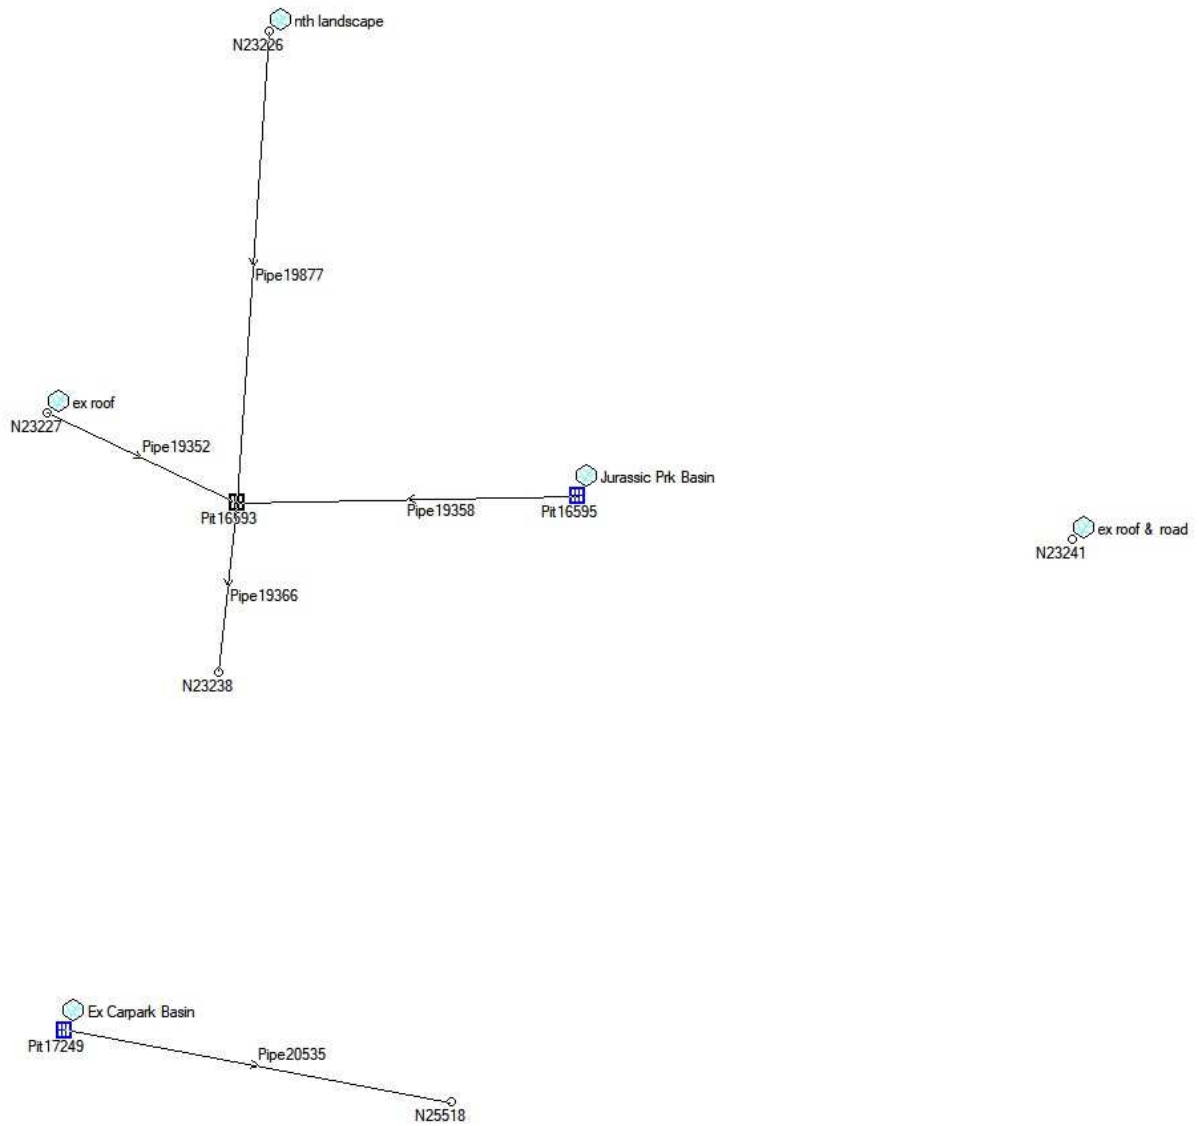 nth landscape
N23226
Pipe19877
ex roof
N23227
Pipe19352
Jurassic Prk Basin
Pit16593
Pipe19358
Pit16595
ex roof & road
N23241
Pipe19366
N23238
Ex Carpark Basin
Pit17249
Pipe20535
N25518